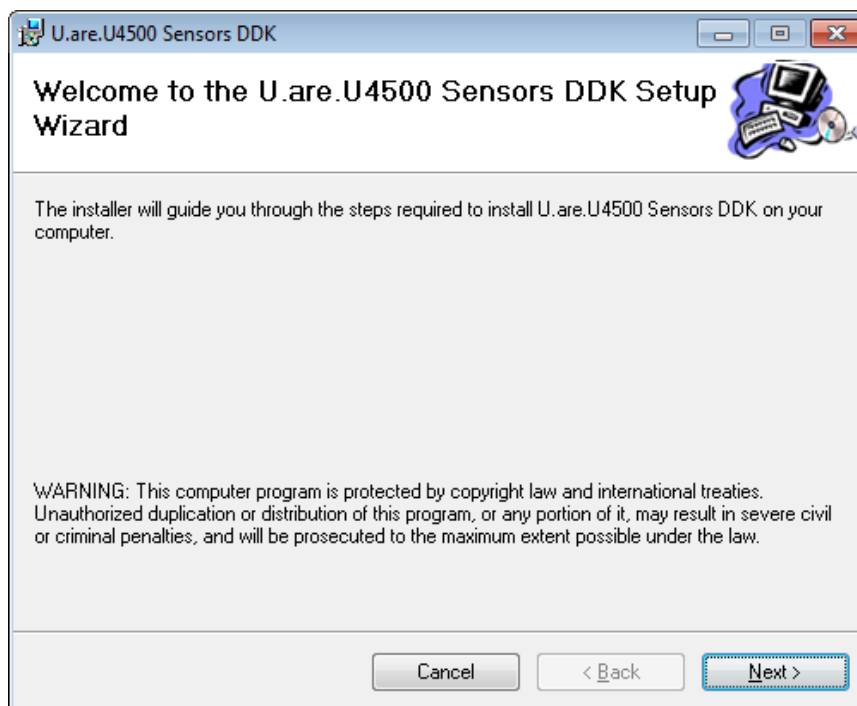 U.are.U4500 Sensors DDK
Welcome to the U.are.U4500 Sensors DDK Setup
Wizard
The installer will guide you through the steps required to install U.are.U4500 Sensors DDK on your
computer.
WARNING: This computer program is protected by copyright law and international treaties.
Unauthorized duplication or distribution of this program, or any portion of it, may result in severe civil
or criminal penalties, and will be prosecuted to the maximum extent possible under the law.
Cancel
< Back
Next >